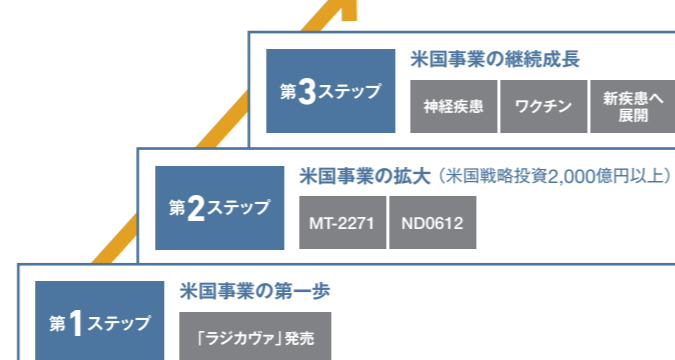 米国事業の継続成長
第3ステップ
神経疾患
ワクチン
新疾患へ
展開
米国事業の拡大（米国戦略投資2,000億円以上）
第2ステップ
MT-2271
ND0612
米国事業の第一歩
第1ステップ
「ラジカヴァ」発売